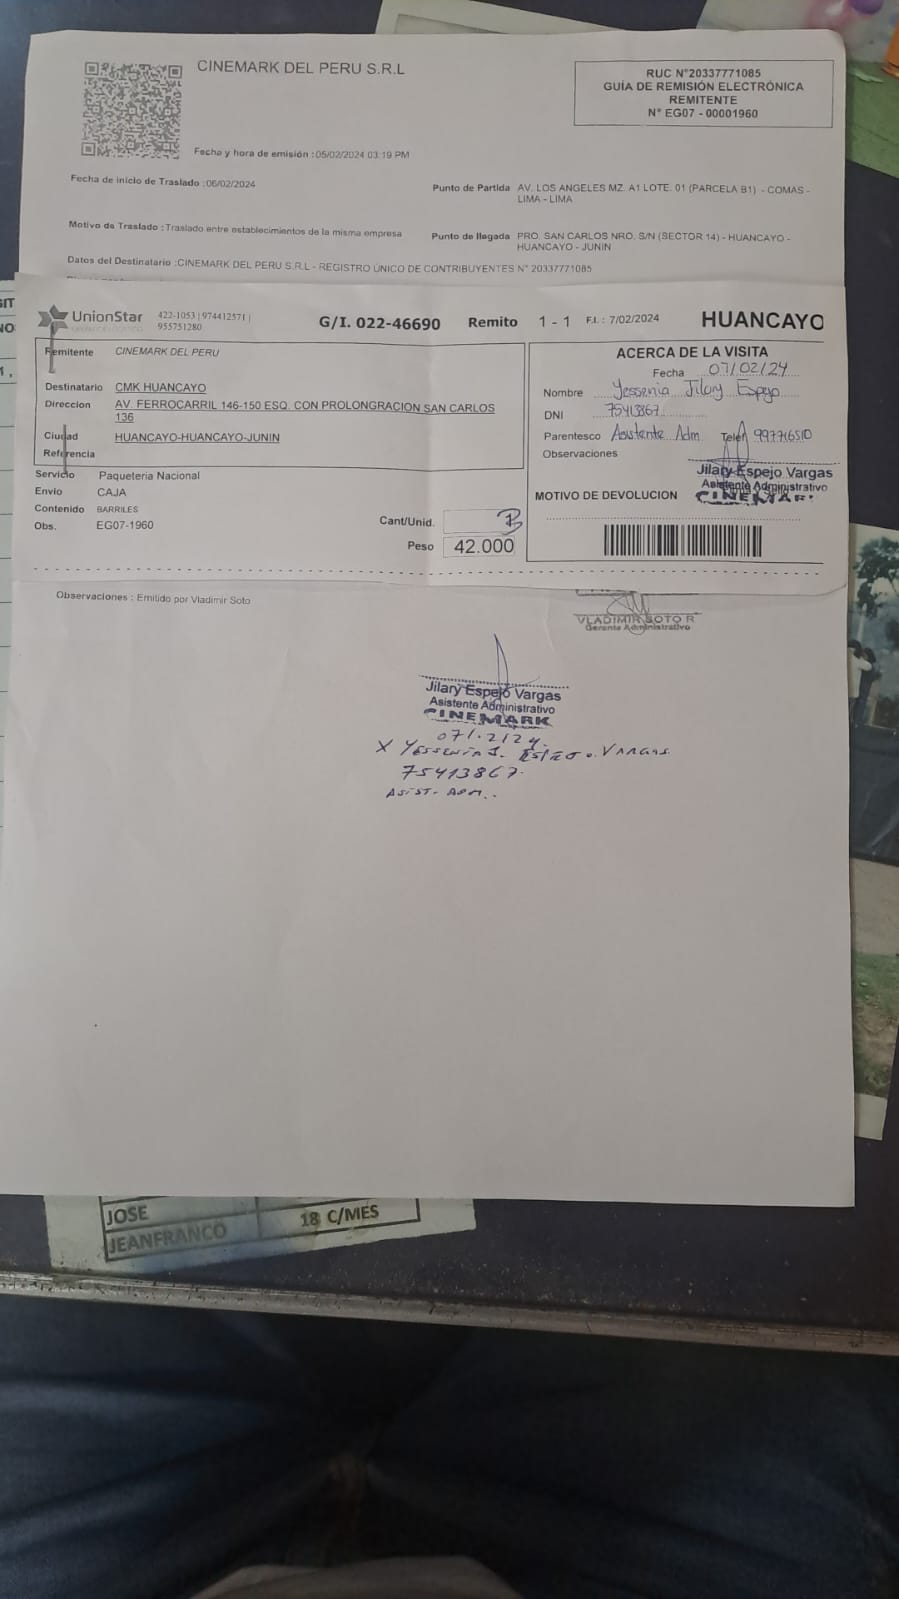 CINEMARK DEL PERU S.R.L
RUC N°20337771085
GUÍA DE REMISIÓN ELECTRÓNICA
REMITENTE
N° EG07 - 00001960
Fecha y hora de emisión :05/02/2024 03:19 PM
Fecha de inicio de Traslado :06/02/2024
Punto de Partida AV. LOS ANGELES MZ. A1 LOTE. 01 (PARCELA B1) - COMAS -
LIMA - LIMA
Motivo de Traslado :Traslado entre establecimientos de la misma empresa
Punto de llegada PRO. SAN CARLOS NRO. S/N (SECTOR 14) - HUANCAYO -
HUANCAYO - JUNIN
Datos del Destinatario :CINEMARK DEL PERU S.R.L - REGISTRO ÚNICO DE CONTRIBUYENTES N° 20337771085
UnionStar
422-1053 | 974412571 |
955751280
G/I. 022-46690 Remito 1 - 1 F.I. : 7/02/2024 HUANCAYO
Remitente CINEMARK DEL PERU
Destinatario CMK HUANCAYO
Direccion AV. FERROCARRIL 146-150 ESQ. CON PROLONGRACION SAN CARLOS
136
Ciudad HUANCAYO-HUANCAYO-JUNIN
Referencia
Servicio Paqueteria Nacional
Envio CAJA
Contenido BARRILES
Obs. EG07-1960
Cant/Unid.
Peso 42.000
ACERCA DE LA VISITA
Fecha 07/02/24
Nombre Yessenia Jilary Espejo
DNI 75413867
Parentesco Asistente Adm Telef 997716510
Observaciones
Jilary Espejo Vargas
Asistente Administrativo
CINEMARK
MOTIVO DE DEVOLUCION
Observaciones : Emitido por Vladimir Soto
VLADIMIR SOTO R
Gerente Administrativo
Jilary Espejo Vargas
Asistente Administrativo
CINEMARK
07/.2/24.
X Yessenia J. Espejo. Vargas
75413867.
Asist- Adm..
JOSE
JEANFRANCO
18 C/MES